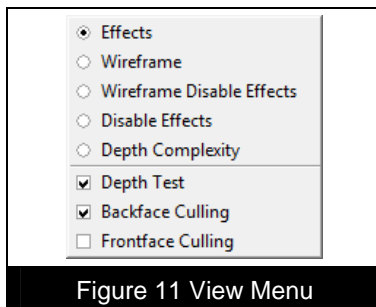 Effects
Wireframe
Wireframe Disable Effects
Disable Effects
Depth Complexity
Depth Test
Backface Culling
Frontface Culling
Figure 11 View Menu